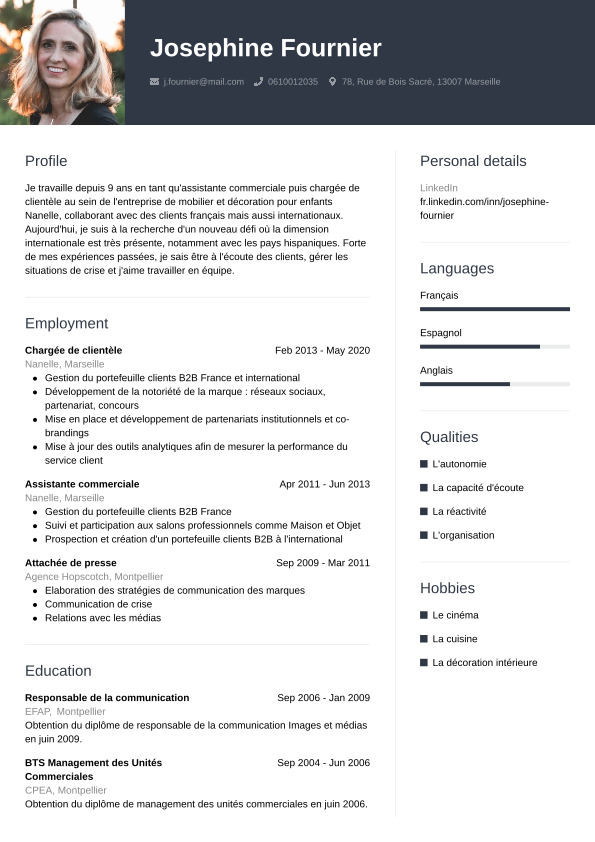 Josephine Fournier
j.fournier@mail.com 0610012035 78, Rue de Bois Sacré, 13007 Marseille
Profile
Je travaille depuis 9 ans en tant qu'assistante commerciale puis chargée de
clientèle au sein de l'entreprise de mobilier et décoration pour enfants
Nanelle, collaborant avec des clients français mais aussi internationaux.
Aujourd'hui, je suis à la recherche d'un nouveau défi où la dimension
internationale est très présente, notamment avec les pays hispaniques. Forte
de mes expériences passées, je sais être à l'écoute des clients, gérer les
situations de crise et j'aime travailler en équipe.
Employment
Chargée de clientèle Feb 2013 - May 2020
Nanelle, Marseille
● Gestion du portefeuille clients B2B France et international
● Développement de la notoriété de la marque : réseaux sociaux,
partenariat, concours
● Mise en place et développement de partenariats institutionnels et co-
brandings
● Mise à jour des outils analytiques afin de mesurer la performance du
service client
Assistante commerciale Apr 2011 - Jun 2013
Nanelle, Marseille
● Gestion du portefeuille clients B2B France
● Suivi et participation aux salons professionnels comme Maison et Objet
● Prospection et création d'un portefeuille clients B2B à l'international
Attachée de presse Sep 2009 - Mar 2011
Agence Hopscotch, Montpellier
● Elaboration des stratégies de communication des marques
● Communication de crise
● Relations avec les médias
Education
Responsable de la communication Sep 2006 - Jan 2009
EFAP, Montpellier
Obtention du diplôme de responsable de la communication Images et médias
en juin 2009.
BTS Management des Unités Sep 2004 - Jun 2006
Commerciales
CPEA, Montpellier
Obtention du diplôme de management des unités commerciales en juin 2006.
Personal details
LinkedIn
fr.linkedin.com/inn/josephine-
fournier
Languages
Français
Espagnol
Anglais
Qualities
L'autonomie
La capacité d'écoute
La réactivité
L'organisation
Hobbies
Le cinéma
La cuisine
La décoration intérieure